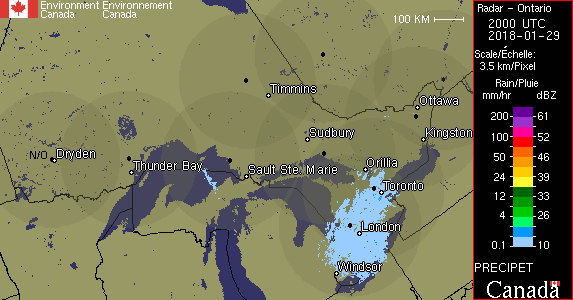 Environment Environnement
Canada Canada
100 KM
Timmins
Ottawa
Sudbury
Kingston
N/O Dryden
Thunder Bay
Sault Ste. Marie
Orillia
Toronto
London
Windsor
Radar - Ontario
2000 UTC
2018-01-29
Scale/Échelle:
3.5 km/Pixel
Rain/Pluie
mm/hr dBZ
200 61
100 52
50 46
24 39
12 33
4 26
0.1 10
PRECIPET
Canada